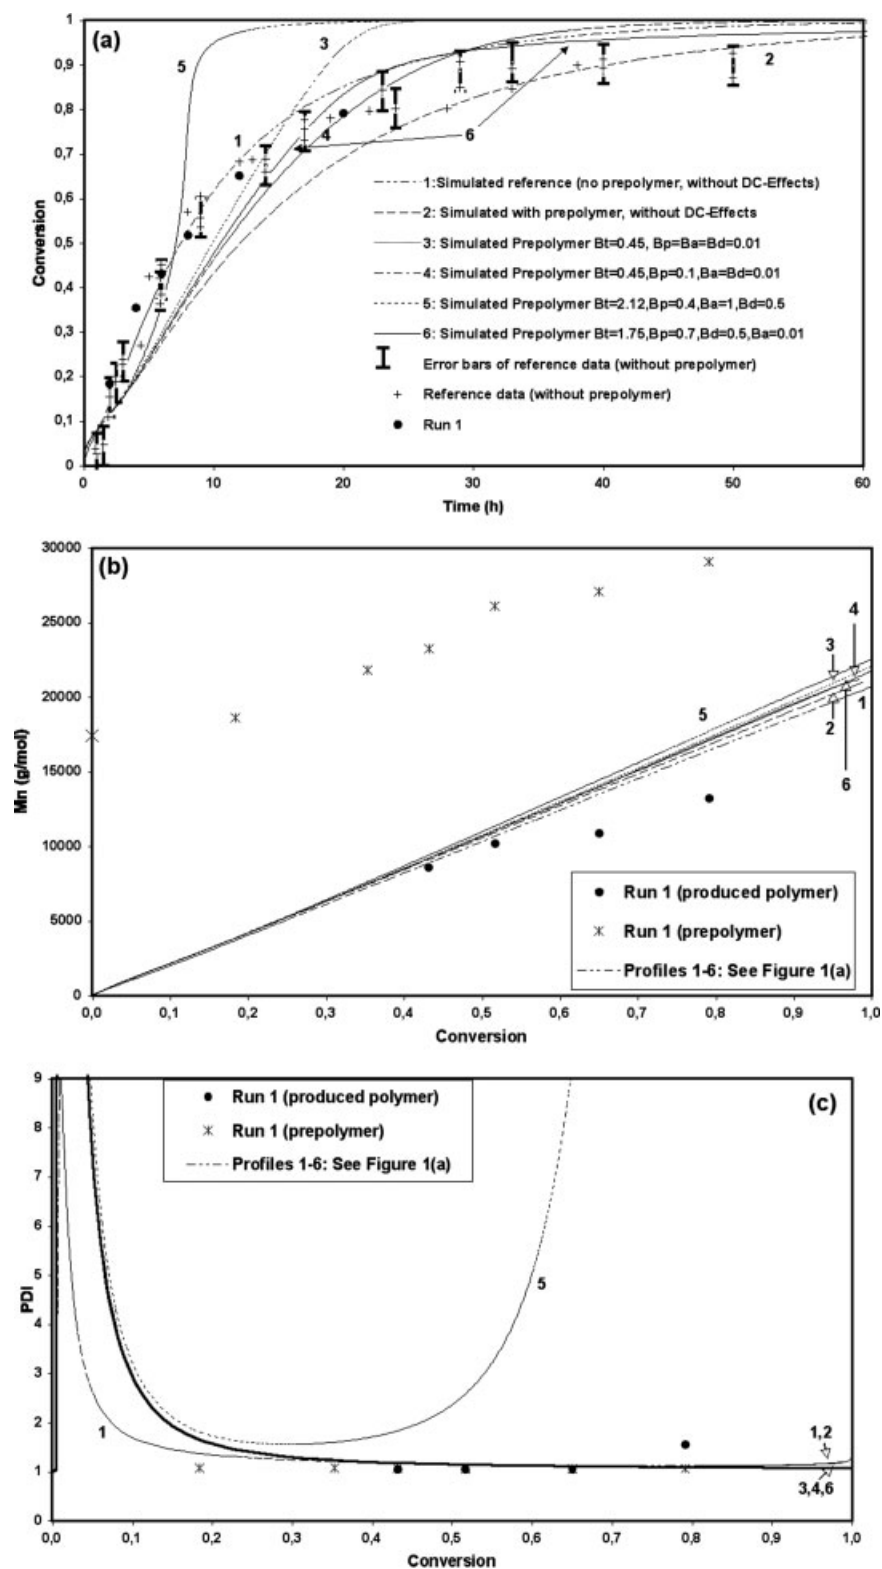 (a)
1
0,9
0,8
0,7
0,6
0,5
0,4
0,3
0,2
0,1
0
Conversion
5
3
1
4
6
2
1:Simulated reference (no prepolymer, without DC-Effects)
2: Simulated with prepolymer, without DC-Effects
3: Simulated Prepolymer Bt=0.45, Bp=Ba=Bd=0.01
4: Simulated Prepolymer Bt=0.45,Bp=0.1,Ba=Bd=0.01
5: Simulated Prepolymer Bt=2.12,Bp=0.4,Ba=1,Bd=0.5
6: Simulated Prepolymer Bt=1.75,Bp=0.7,Bd=0.5,Ba=0.01
Error bars of reference data (without prepolymer)
Reference data (without prepolymer)
Run 1
0 10 20 30 40 50 60
Time (h)
(b)
30000
25000
20000
15000
10000
5000
0
Mn (g/mol)
3
4
5
2
1
6
Run 1 (produced polymer)
Run 1 (prepolymer)
Profiles 1-6: See Figure 1(a)
0,0 0,1 0,2 0,3 0,4 0,5 0,6 0,7 0,8 0,9 1,0
Conversion
(c)
9
8
7
6
5
4
3
2
1
0
PDI
Run 1 (produced polymer)
Run 1 (prepolymer)
Profiles 1-6: See Figure 1(a)
5
1
1,2
3,4,6
0,0 0,1 0,2 0,3 0,4 0,5 0,6 0,7 0,8 0,9 1,0
Conversion